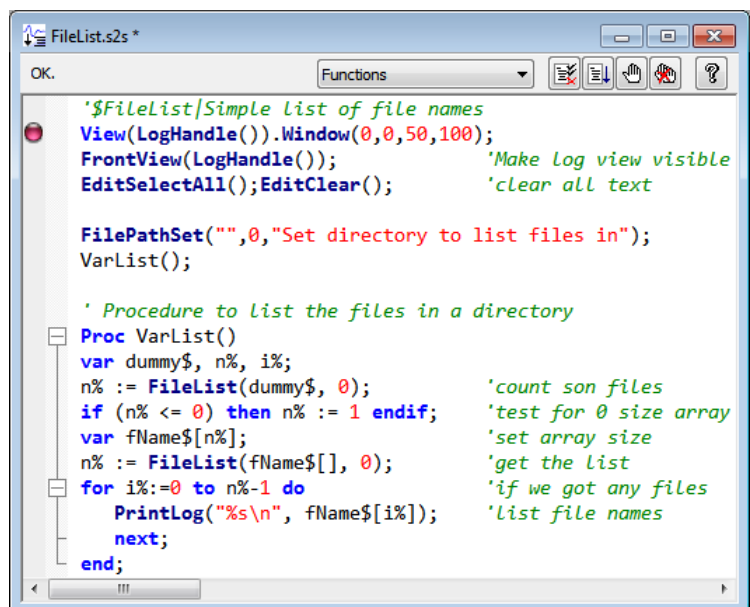 FileList.s2s *
OK. Functions
'$FileList|Simple list of file names
View(LogHandle()).Window(0,0,50,100);
FrontView(LogHandle()); 'Make log view visible
EditSelectAll();EditClear(); 'clear all text
FilePathSet("",0,"Set directory to list files in");
VarList();
' Procedure to list the files in a directory
Proc VarList()
var dummy$, n%, i%;
n% := FileList(dummy$, 0); 'count son files
if (n% <= 0) then n% := 1 endif; 'test for 0 size array
var fName$[n%]; 'set array size
n% := FileList(fName$[], 0); 'get the list
for i%:=0 to n%-1 do 'if we got any files
PrintLog("%s\n", fName$[i%]); 'list file names
next;
end;